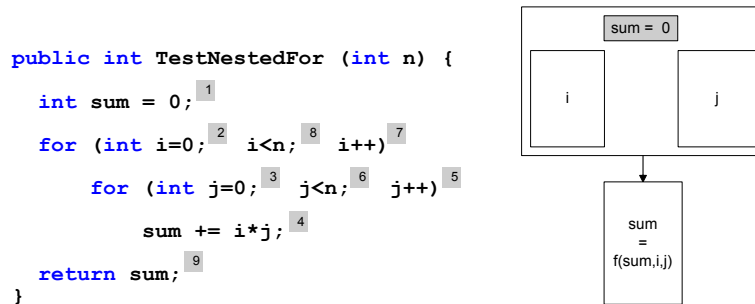 public int TestNestedFor (int n) {
int sum = 0; 1
for (int i=0; 2 i<n; 8 i++) 7
for (int j=0; 3 j<n; 6 j++) 5
sum += i*j; 4
return sum; 9
}
sum = 0
i
j
sum
=
f(sum,i,j)